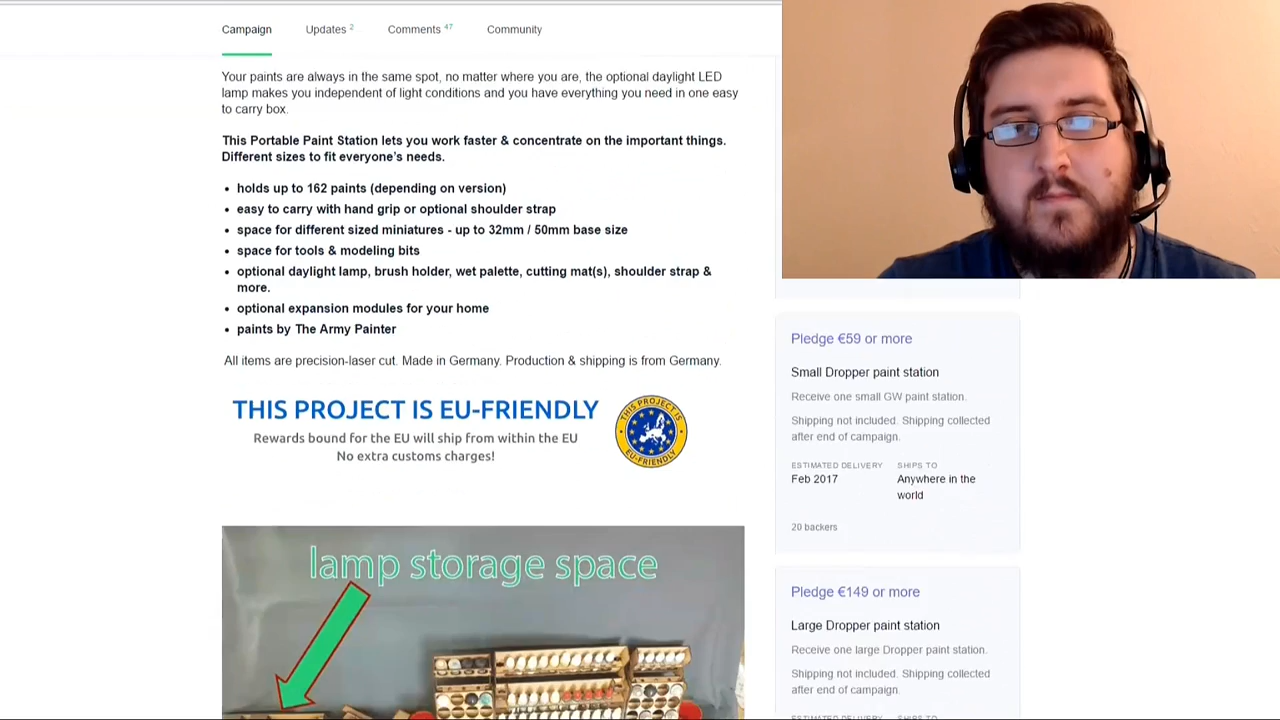 Campaign
Updates 2
Comments 47
Community
Your paints are always in the same spot, no matter where you are, the optional daylight LED
lamp makes you independent of light conditions and you have everything you need in one easy
to carry box.
This Portable Paint Station lets you work faster & concentrate on the important things.
Different sizes to fit everyone's needs.
• holds up to 162 paints (depending on version)
• easy to carry with hand grip or optional shoulder strap
• space for different sized miniatures - up to 32mm / 50mm base size
• space for tools & modeling bits
• optional daylight lamp, brush holder, wet palette, cutting mat(s), shoulder strap &
more.
• optional expansion modules for your home
• paints by The Army Painter
All items are precision-laser cut. Made in Germany. Production & shipping is from Germany.
THIS PROJECT IS EU-FRIENDLY
Rewards bound for the EU will ship from within the EU
No extra customs charges!
THIS PROJECT IS
EU-FRIENDLY
lamp storage space
Pledge €59 or more
Small Dropper paint station
Receive one small GW paint station.
Shipping not included. Shipping collected
after end of campaign.
ESTIMATED DELIVERY
Feb 2017
SHIPS TO
Anywhere in the
world
20 backers
Pledge €149 or more
Large Dropper paint station
Receive one large Dropper paint station.
Shipping not included. Shipping collected
after end of campaign.
ESTIMATED DELIVERY
SHIPS TO